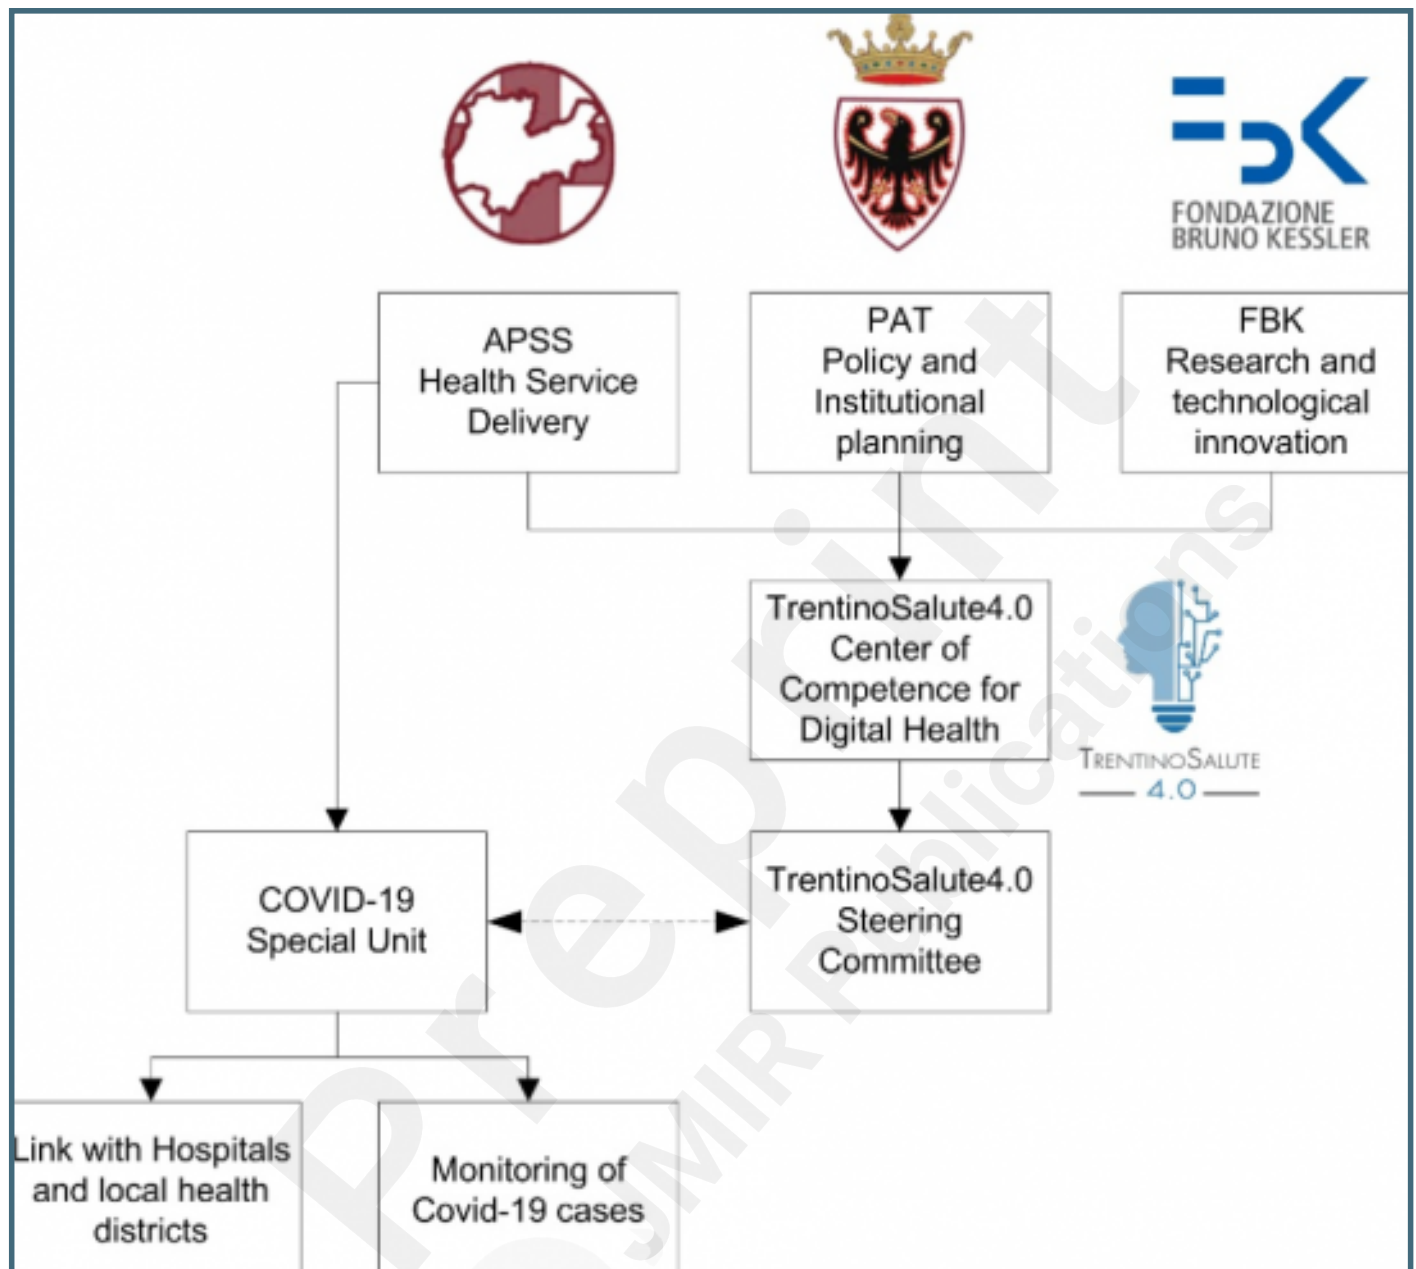 FONDAZIONE
BRUNO KESSLER
APSS
Health Service
Delivery
PAT
Policy and
Institutional
planning
FBK
Research and
technological
innovation
TrentinoSalute4.0
Center of
Competence for
Digital Health
TRENTINOSALUTE
4.0
COVID-19
Special Unit
TrentinoSalute4.0
Steering
Committee
Link with Hospitals
and local health
districts
Monitoring of
Covid-19 cases
Preprint
JMIR Publications